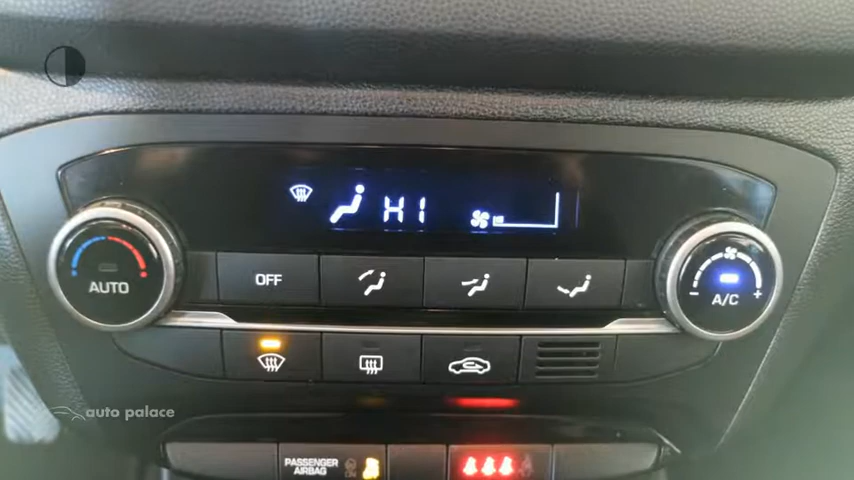 HI
AUTO
OFF
A/C
- +
auto palace
PASSENGER
AIRBAG